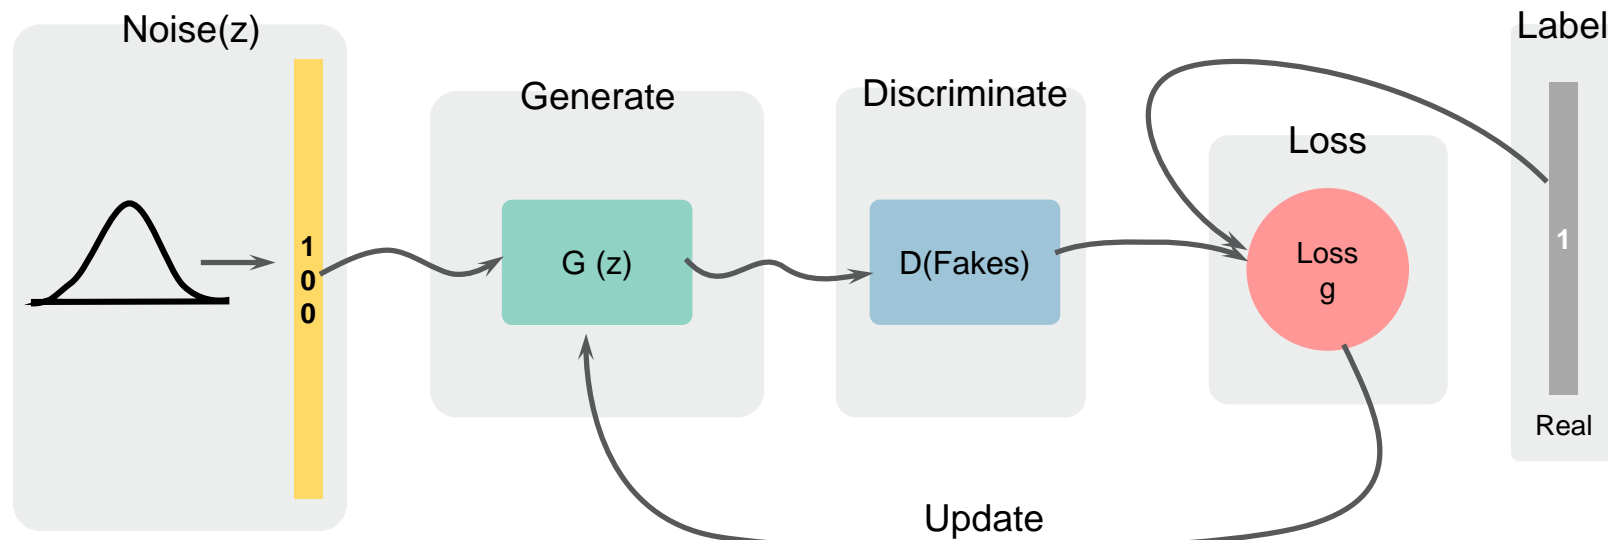 Noise(z)
1
0
0
Generate
G (z)
Discriminate
D(Fakes)
Loss
Loss
g
Label
1
Real
Update